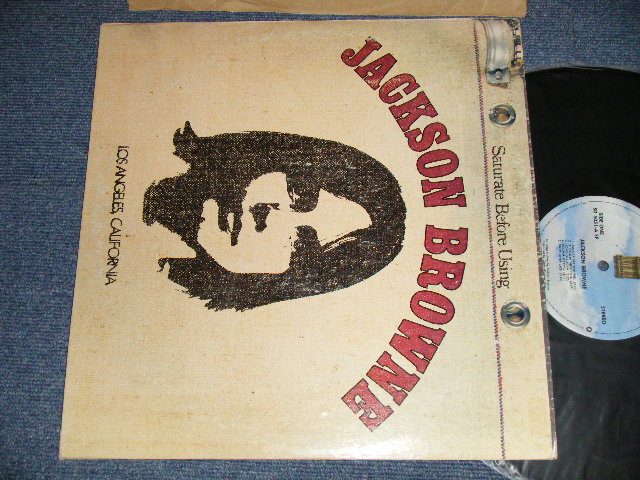 Saturate Before Using
JACKSON BROWNE
LOS ANGELES, CALIFORNIA
SIDE ONE
JACKSON BROWNE
STEREO